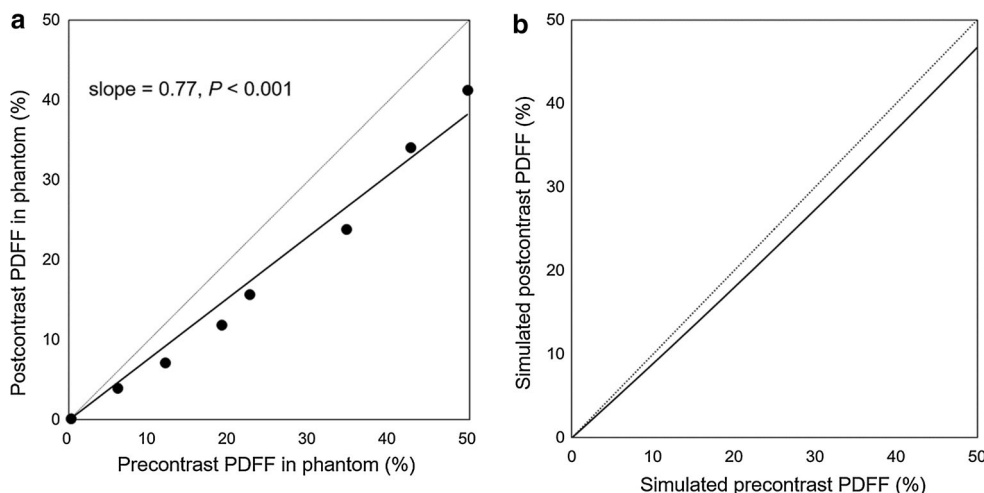 a
50
40
30
20
10
0
Postcontrast PDFF in phantom (%)
slope = 0.77, P < 0.001
0 10 20 30 40 50
Precontrast PDFF in phantom (%)
b
50
40
30
20
10
0
Simulated postcontrast PDFF (%)
0 10 20 30 40 50
Simulated precontrast PDFF (%)